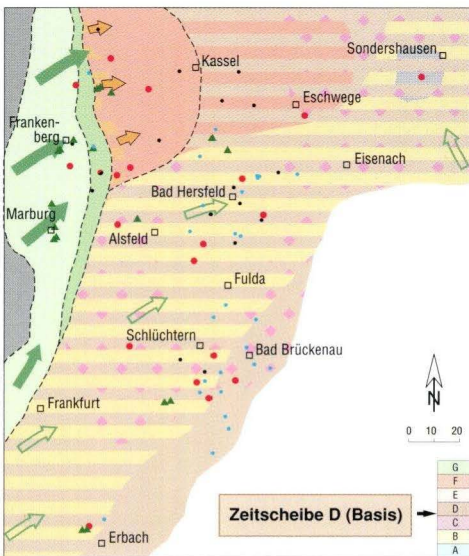 Kassel
Sondershausen
Eschwege
Franken-
berg
Eisenach
Bad Hersfeld
Marburg
Alsfeld
Fulda
Schlüchtern
Bad Brückenau
Frankfurt
N
0 10 20
G
F
E
D
C
B
A
Zeitscheibe D (Basis)
Erbach